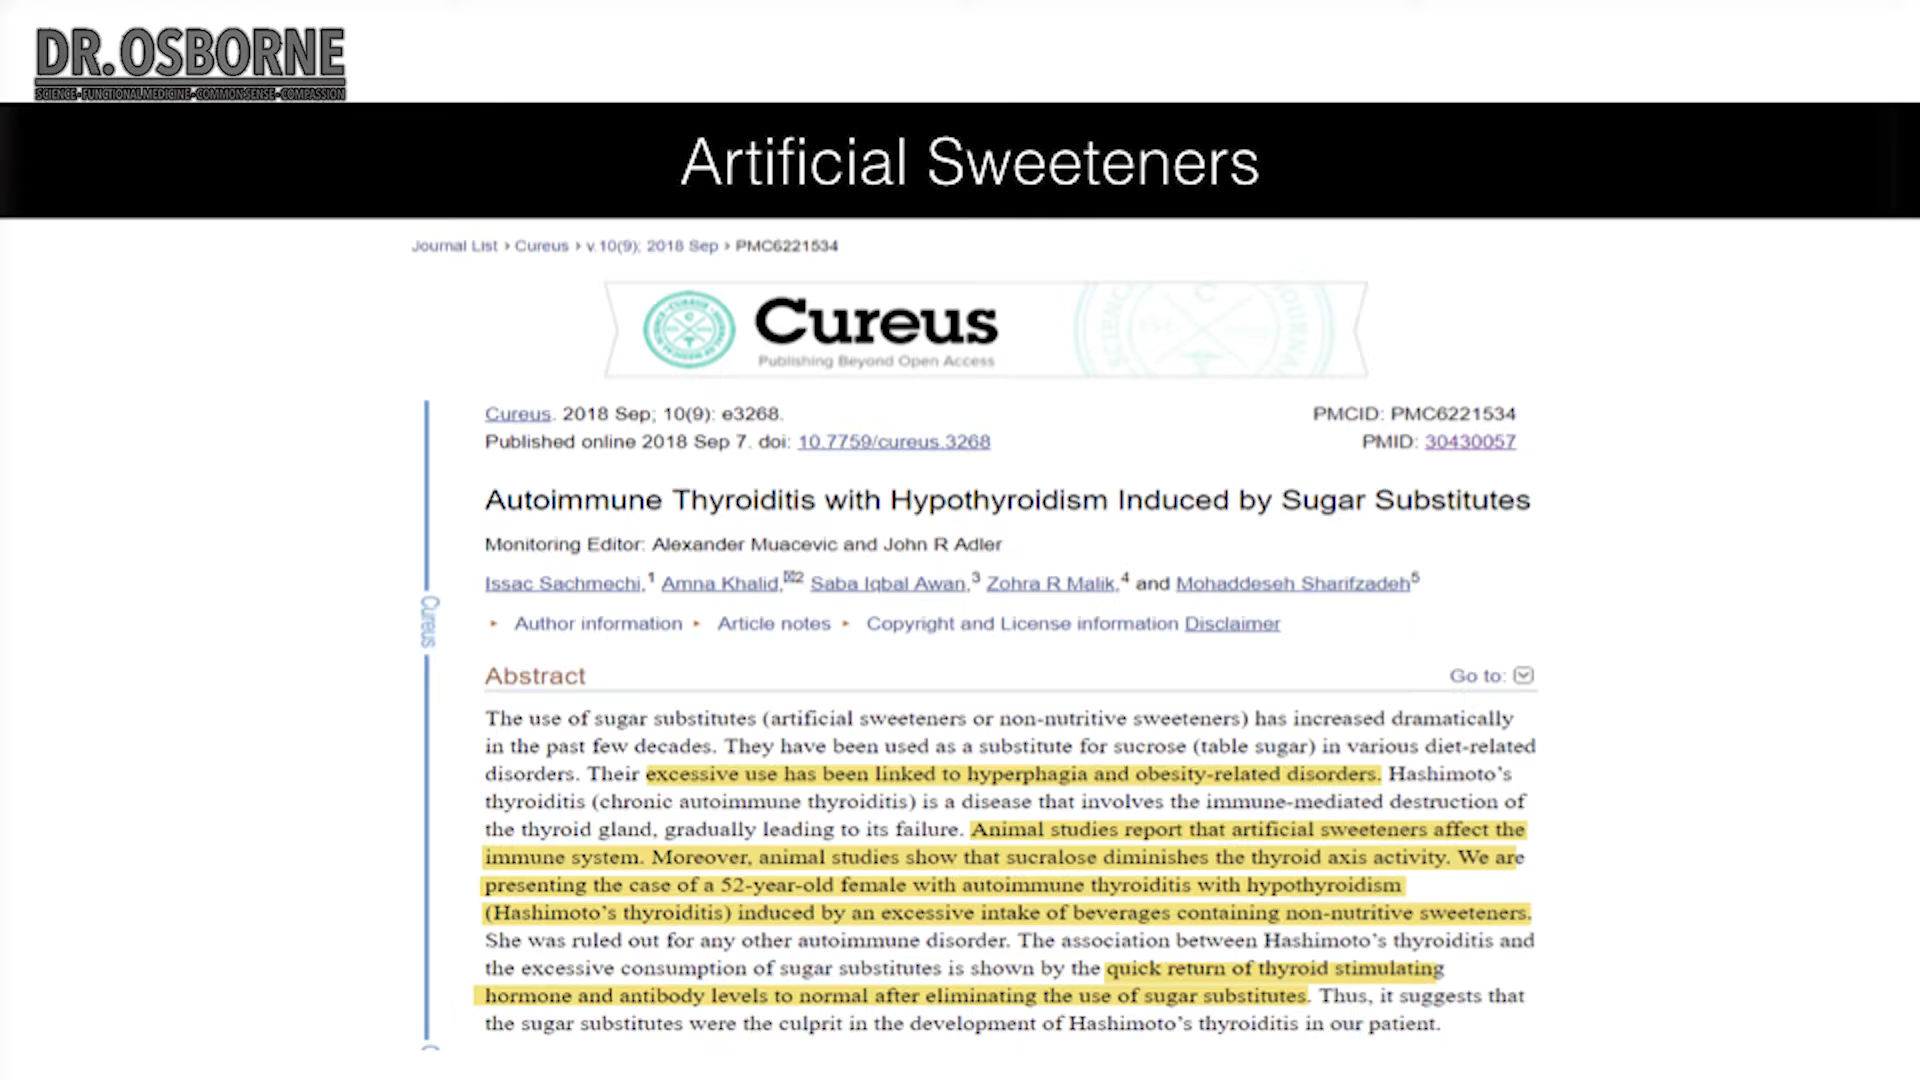 DR. OSBORNE
SCIENCE • FUNCTIONAL MEDICINE • COMMON SENSE • COMPASSION
Artificial Sweeteners
Journal List > Cureus > v.10(9); 2018 Sep > PMC6221534
Cureus
Publishing Beyond Open Access
Cureus. 2018 Sep; 10(9): e3268.
PMCID: PMC6221534
Published online 2018 Sep 7. doi: 10.7759/cureus.3268
PMID: 30430057
Autoimmune Thyroiditis with Hypothyroidism Induced by Sugar Substitutes
Monitoring Editor: Alexander Muacevic and John R Adler
Issac Sachmechi,1 Amna Khalid,✉2 Saba Iqbal Awan,3 Zohra R Malik,4 and Mohaddeseh Sharifzadeh5
▸ Author information ▸ Article notes ▸ Copyright and License information Disclaimer
Cureus
Abstract
Go to:
The use of sugar substitutes (artificial sweeteners or non-nutritive sweeteners) has increased dramatically
in the past few decades. They have been used as a substitute for sucrose (table sugar) in various diet-related
disorders. Their excessive use has been linked to hyperphagia and obesity-related disorders. Hashimoto's
thyroiditis (chronic autoimmune thyroiditis) is a disease that involves the immune-mediated destruction of
the thyroid gland, gradually leading to its failure. Animal studies report that artificial sweeteners affect the
immune system. Moreover, animal studies show that sucralose diminishes the thyroid axis activity. We are
presenting the case of a 52-year-old female with autoimmune thyroiditis with hypothyroidism
(Hashimoto's thyroiditis) induced by an excessive intake of beverages containing non-nutritive sweeteners.
She was ruled out for any other autoimmune disorder. The association between Hashimoto's thyroiditis and
the excessive consumption of sugar substitutes is shown by the quick return of thyroid stimulating
hormone and antibody levels to normal after eliminating the use of sugar substitutes. Thus, it suggests that
the sugar substitutes were the culprit in the development of Hashimoto's thyroiditis in our patient.